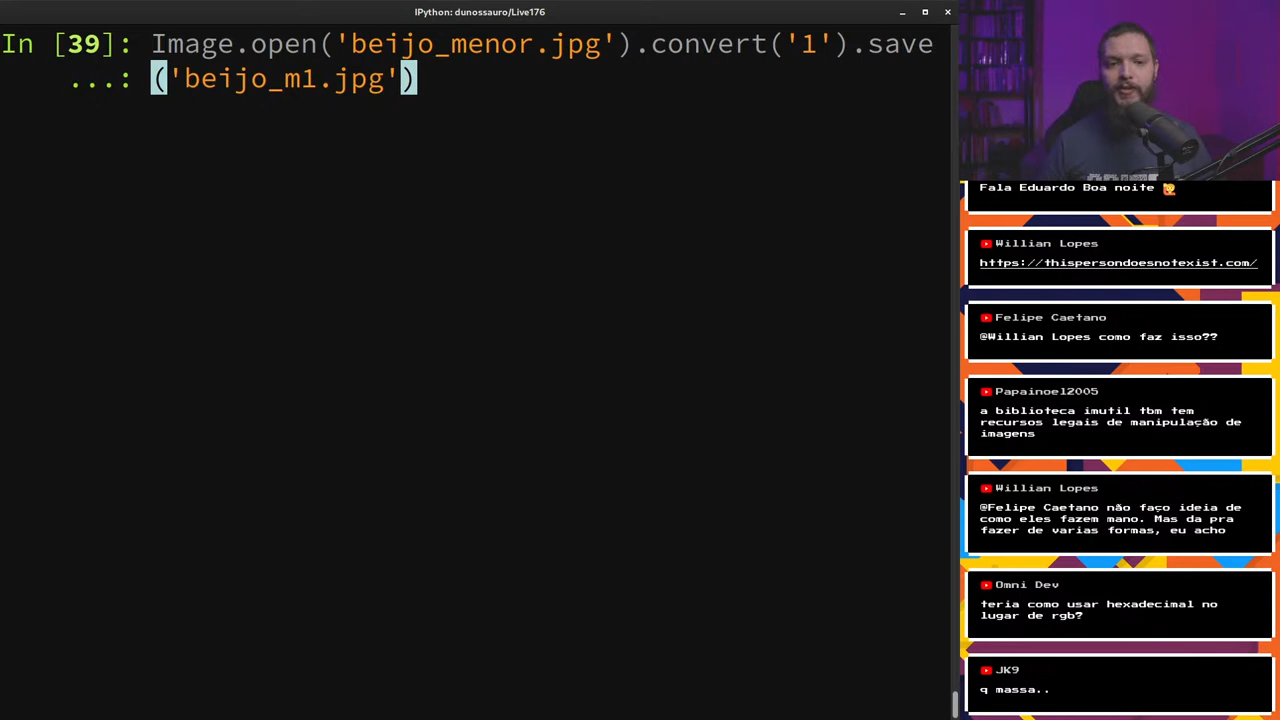 IPython: dunossauro/Live176
In [39]: Image.open('beijo_menor.jpg').convert('1').save
...: ('beijo_m1.jpg')
Fala Eduardo Boa noite
Willian Lopes
https://thispersondoesnotexist.com/
Felipe Caetano
@Willian Lopes como faz isso??
Papainoel2005
a biblioteca imutil tbm tem
recursos legais de manipulação de
imagens
Willian Lopes
@Felipe Caetano não faço ideia de
como eles fazem mano. Mas da pra
fazer de varias formas, eu acho
Omni Dev
teria como usar hexadecimal no
lugar de rgb?
JK9
q massa..